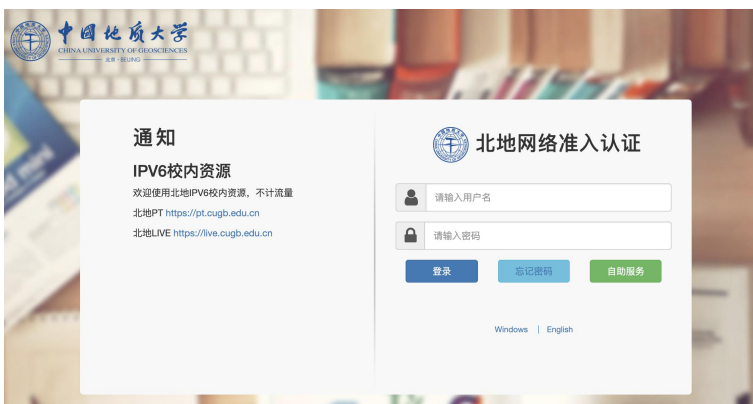 中国地质大学
CHINA UNIVERSITY OF GEOSCIENCES
北京·BEIJING
通知
IPV6校内资源
欢迎使用北地IPV6校内资源，不计流量
北地PT https://pt.cugb.edu.cn
北地LIVE https://live.cugb.edu.cn
北地网络准入认证
请输入用户名
请输入密码
登录 忘记密码 自助服务
Windows | English